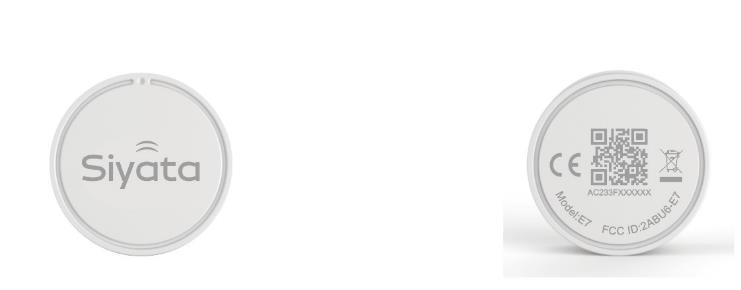 Siyata
CE
AC233FXXXXXX
Model:E7 FCC ID:2ABU6-E7